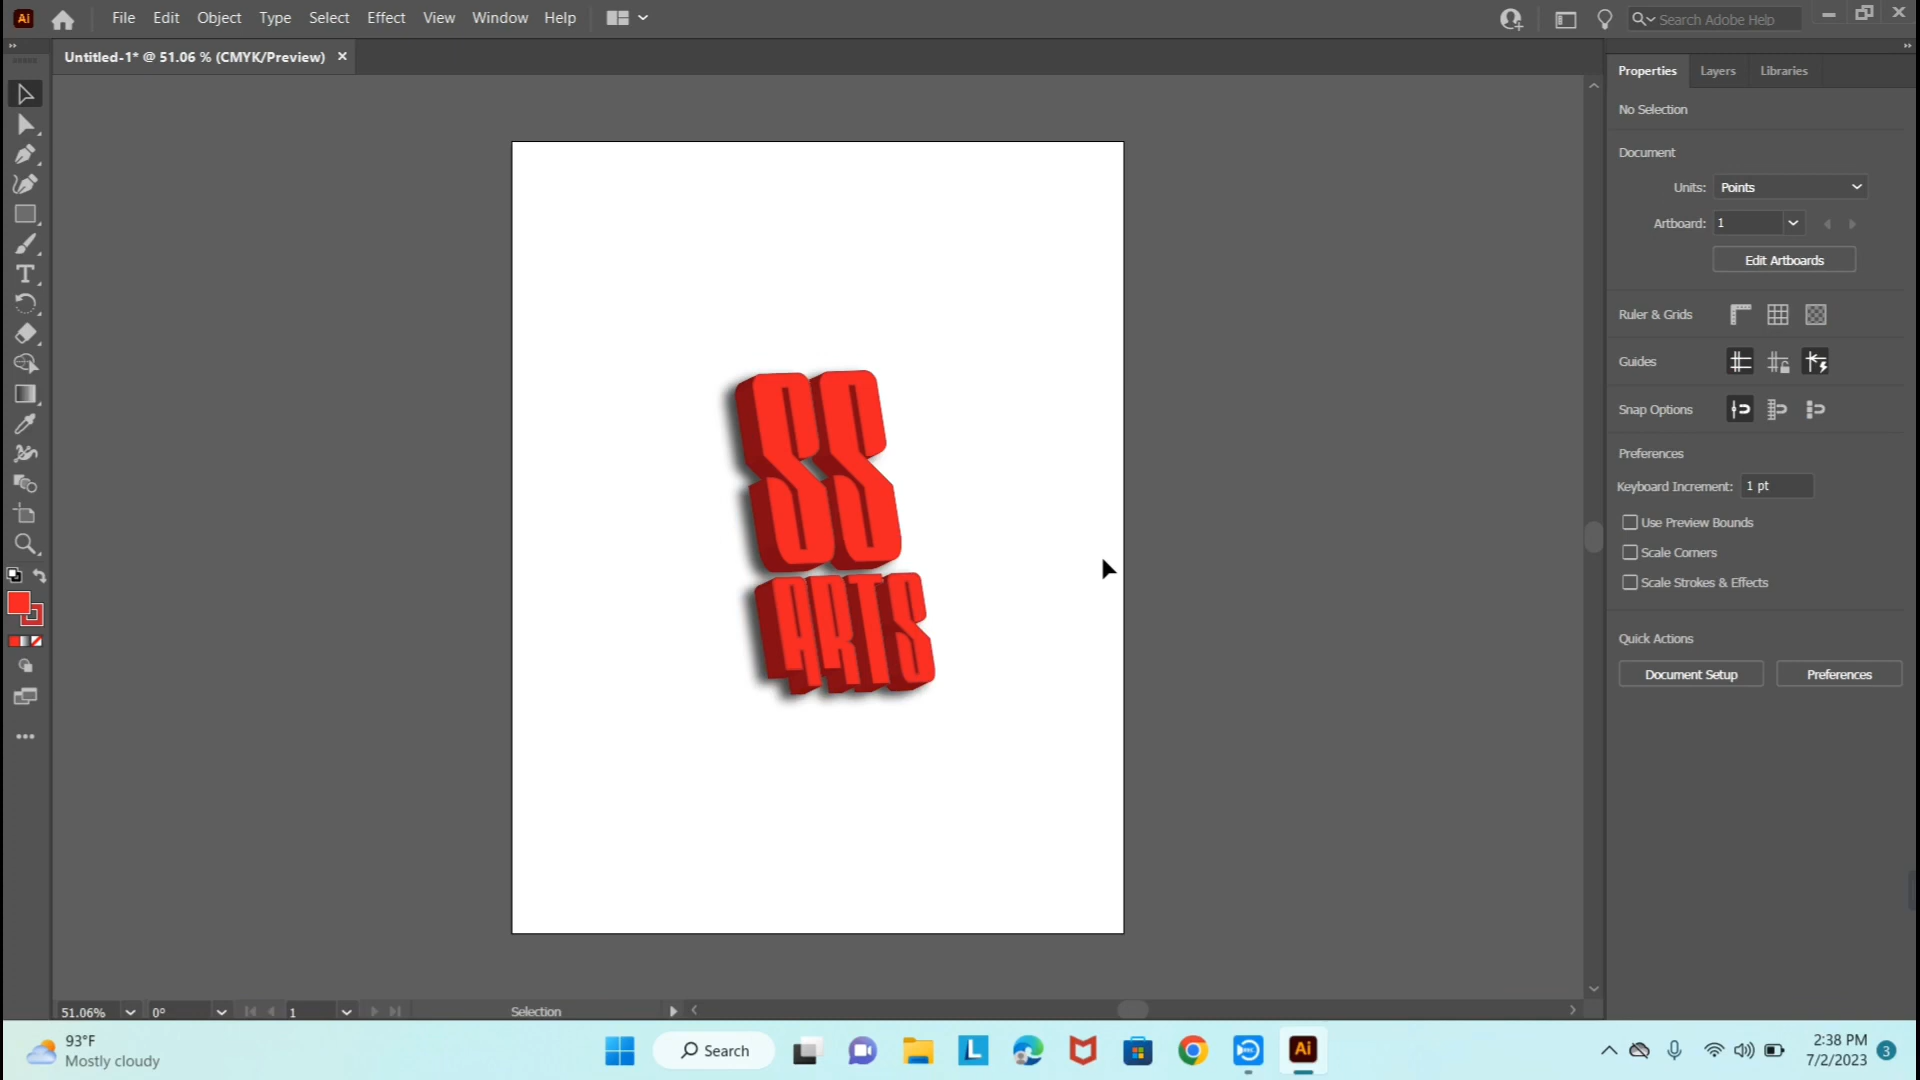 Ai
File Edit Object Type Select Effect View Window Help
Search Adobe Help
Untitled-1* @ 51.06 % (CMYK/Preview)
Properties Layers Libraries
No Selection
Document
Units: Points
Artboard: 1
Edit Artboards
Ruler & Grids
Guides
Snap Options
Preferences
Keyboard Increment: 1 pt
Use Preview Bounds
Scale Corners
Scale Strokes & Effects
Quick Actions
Document Setup Preferences
SS
ARTS
51.06% 0° 1 Selection
93°F
Mostly cloudy
Search
L
Ai
2:38 PM
7/2/2023
3